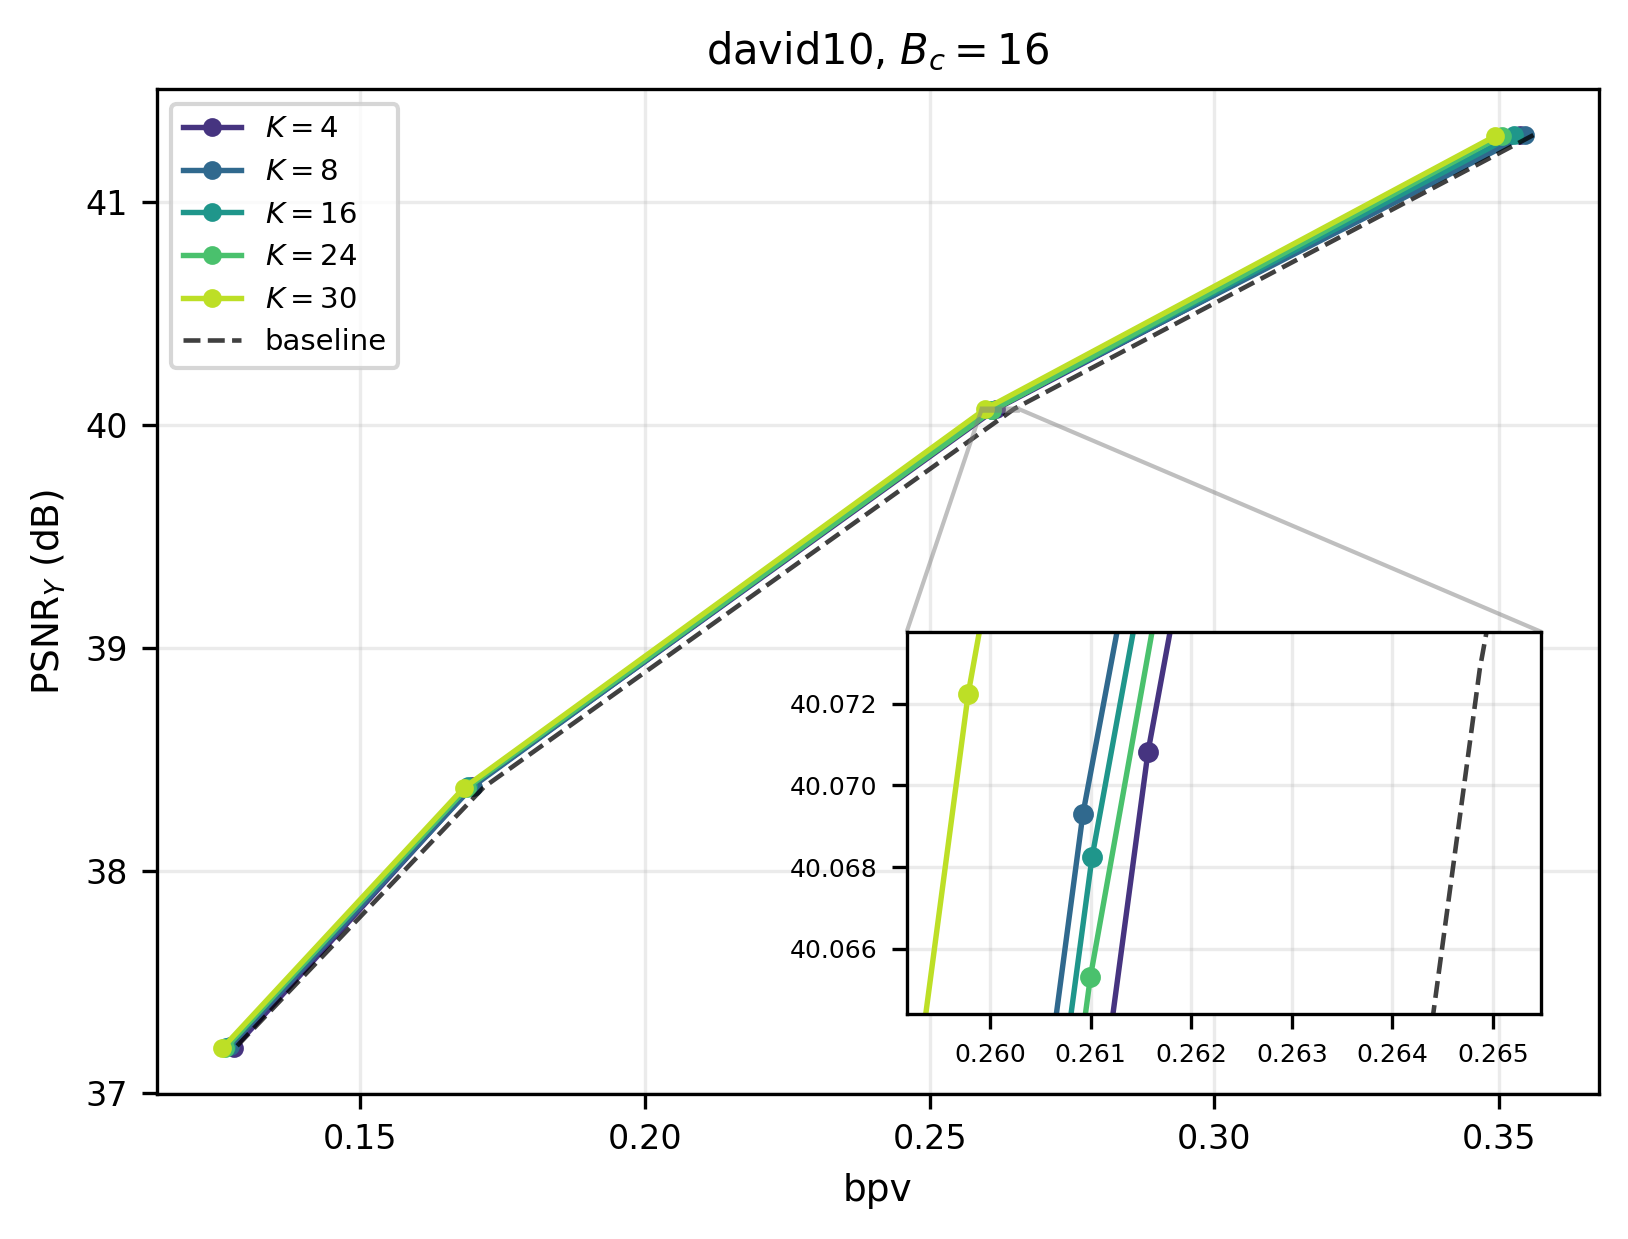 david10, B_c = 16
K = 4
K = 8
K = 16
K = 24
K = 30
baseline
PSNR_Y (dB)
41
40
39
38
37
40.072
40.070
40.068
40.066
0.260 0.261 0.262 0.263 0.264 0.265
0.15 0.20 0.25 0.30 0.35
bpv